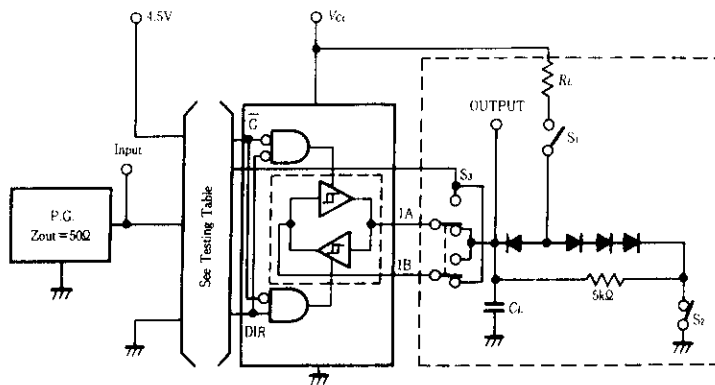 4.5V
Vcc
RL
OUTPUT
S1
G
Input
S3
P.G.
Zout=50Ω
See Testing Table
1A
1B
5kΩ
CL
S2
DIR